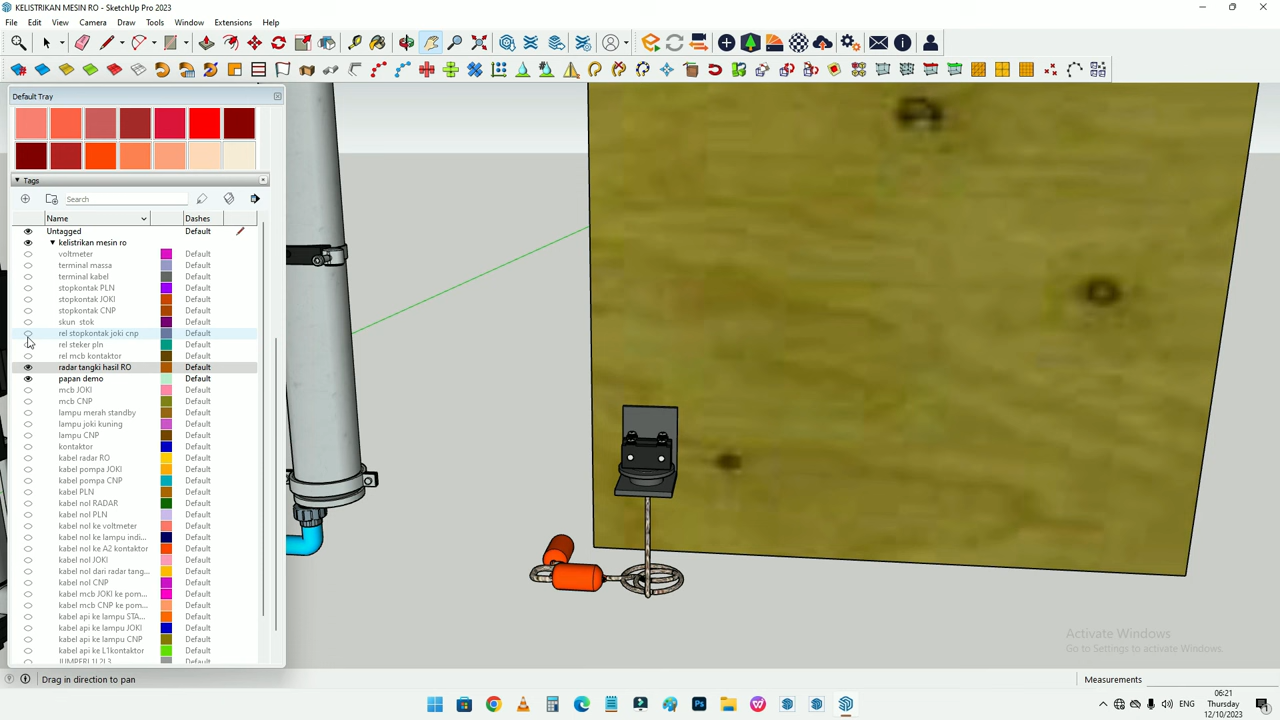 KELISTRIKAN MESIN RO - SketchUp Pro 2023
File Edit View Camera Draw Tools Window Extensions Help
Default Tray
Tags
Search
Name Dashes
Untagged Default
kelistrikan mesin ro
voltmeter Default
terminal massa Default
terminal kabel Default
stopkontak PLN Default
stopkontak JOKI Default
stopkontak CNP Default
skun stok Default
rel stopkontak joki cnp Default
rel steker pln Default
rel mcb kontaktor Default
radar tangki hasil RO Default
papan demo Default
mcb JOKI Default
mcb CNP Default
lampu merah standby Default
lampu joki kuning Default
lampu CNP Default
kontaktor Default
kabel radar RO Default
kabel pompa JOKI Default
kabel pompa CNP Default
kabel PLN Default
kabel nol RADAR Default
kabel nol PLN Default
kabel nol ke voltmeter Default
kabel nol ke lampu indi... Default
kabel nol ke A2 kontaktor Default
kabel nol JOKI Default
kabel nol dari radar tang... Default
kabel nol CNP Default
kabel mcb JOKI ke pom... Default
kabel mcb CNP ke pom... Default
kabel api ke lampu STA... Default
kabel api ke lampu JOKI Default
kabel api ke lampu CNP Default
kabel api ke L1kontaktor Default
JUMPERL1L2L3 Default
Activate Windows
Go to Settings to activate Windows.
Drag in direction to pan
Measurements
ENG
06:21
Thursday
12/10/2023